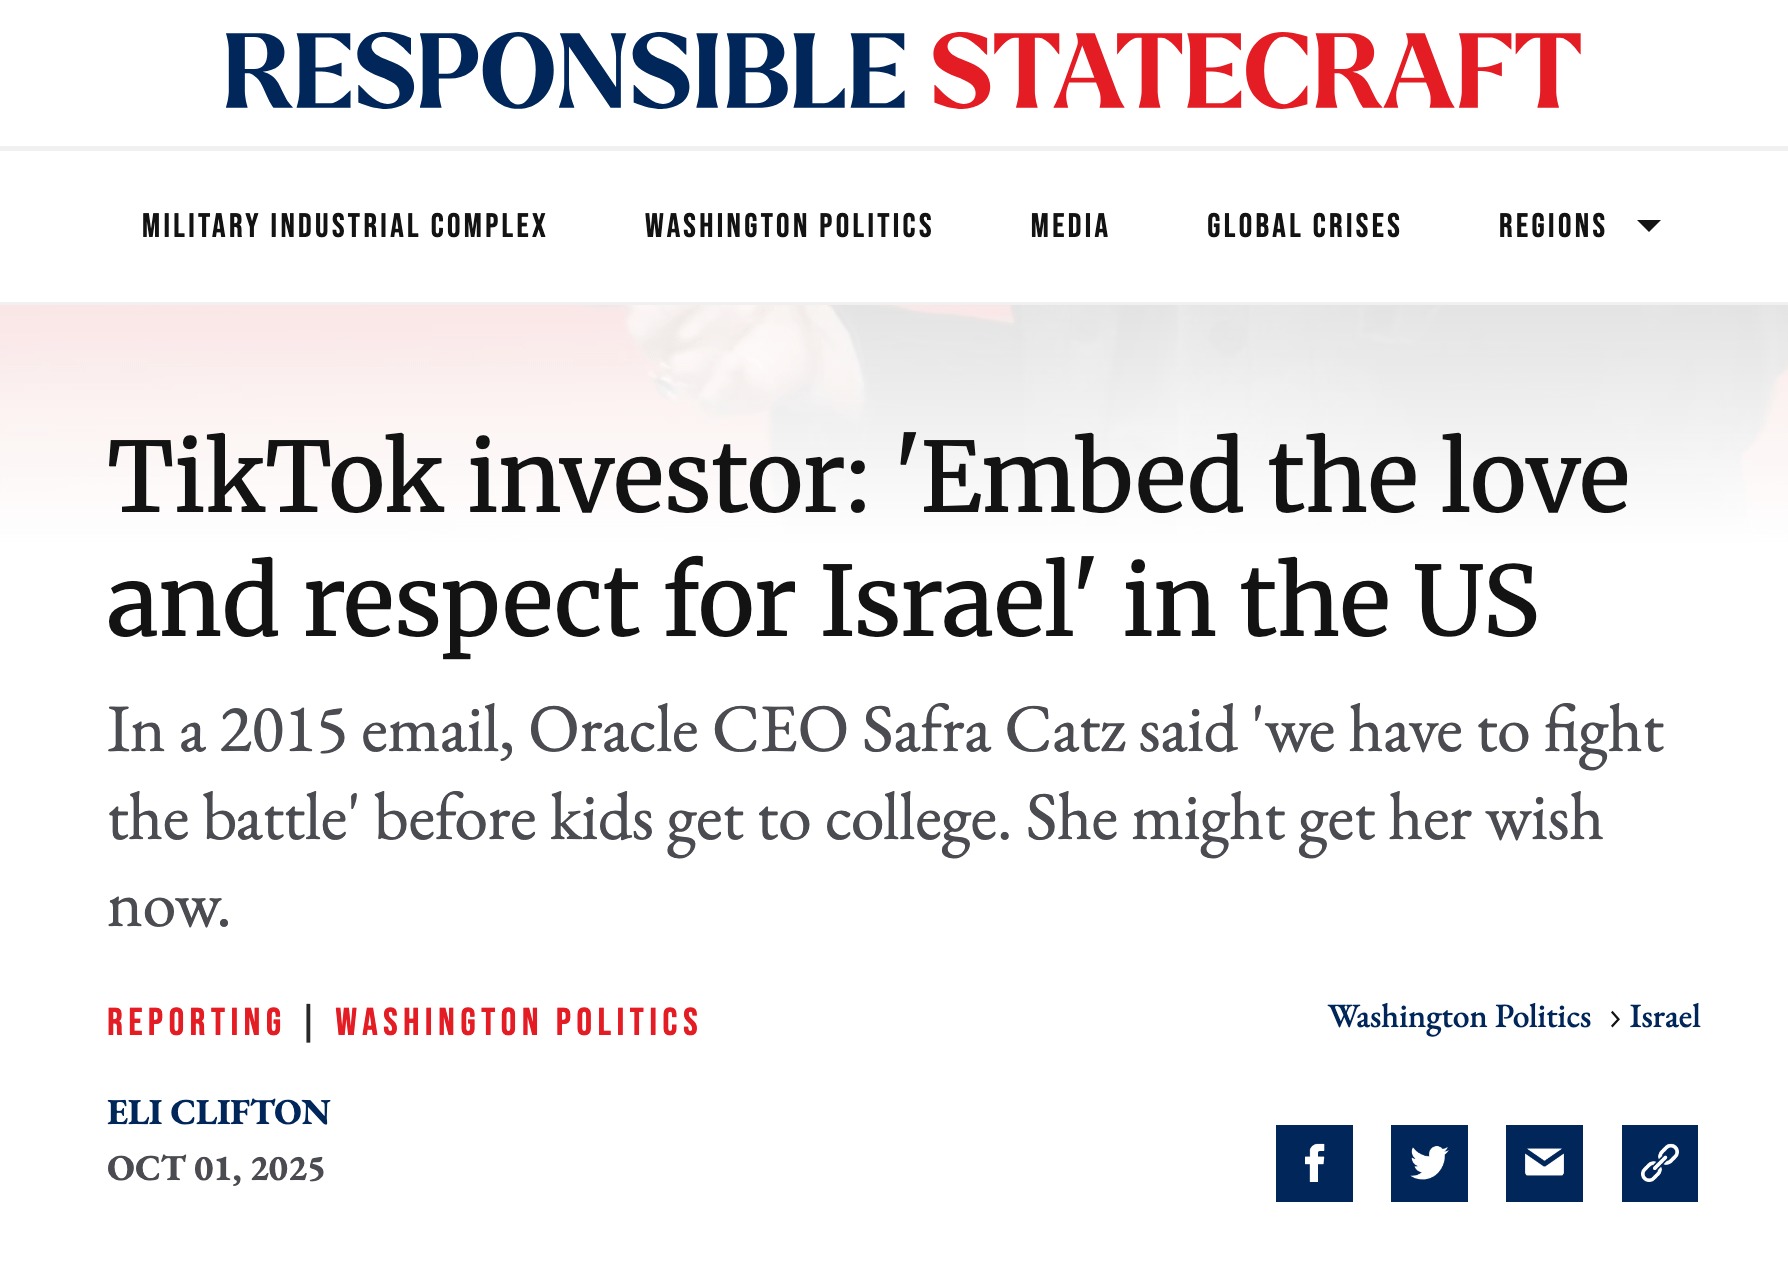 RESPONSIBLE STATECRAFT
MILITARY INDUSTRIAL COMPLEX WASHINGTON POLITICS MEDIA GLOBAL CRISES REGIONS
TikTok investor: 'Embed the love
and respect for Israel' in the US
In a 2015 email, Oracle CEO Safra Catz said 'we have to fight
the battle' before kids get to college. She might get her wish
now.
REPORTING | WASHINGTON POLITICS
Washington Politics › Israel
ELI CLIFTON
OCT 01, 2025